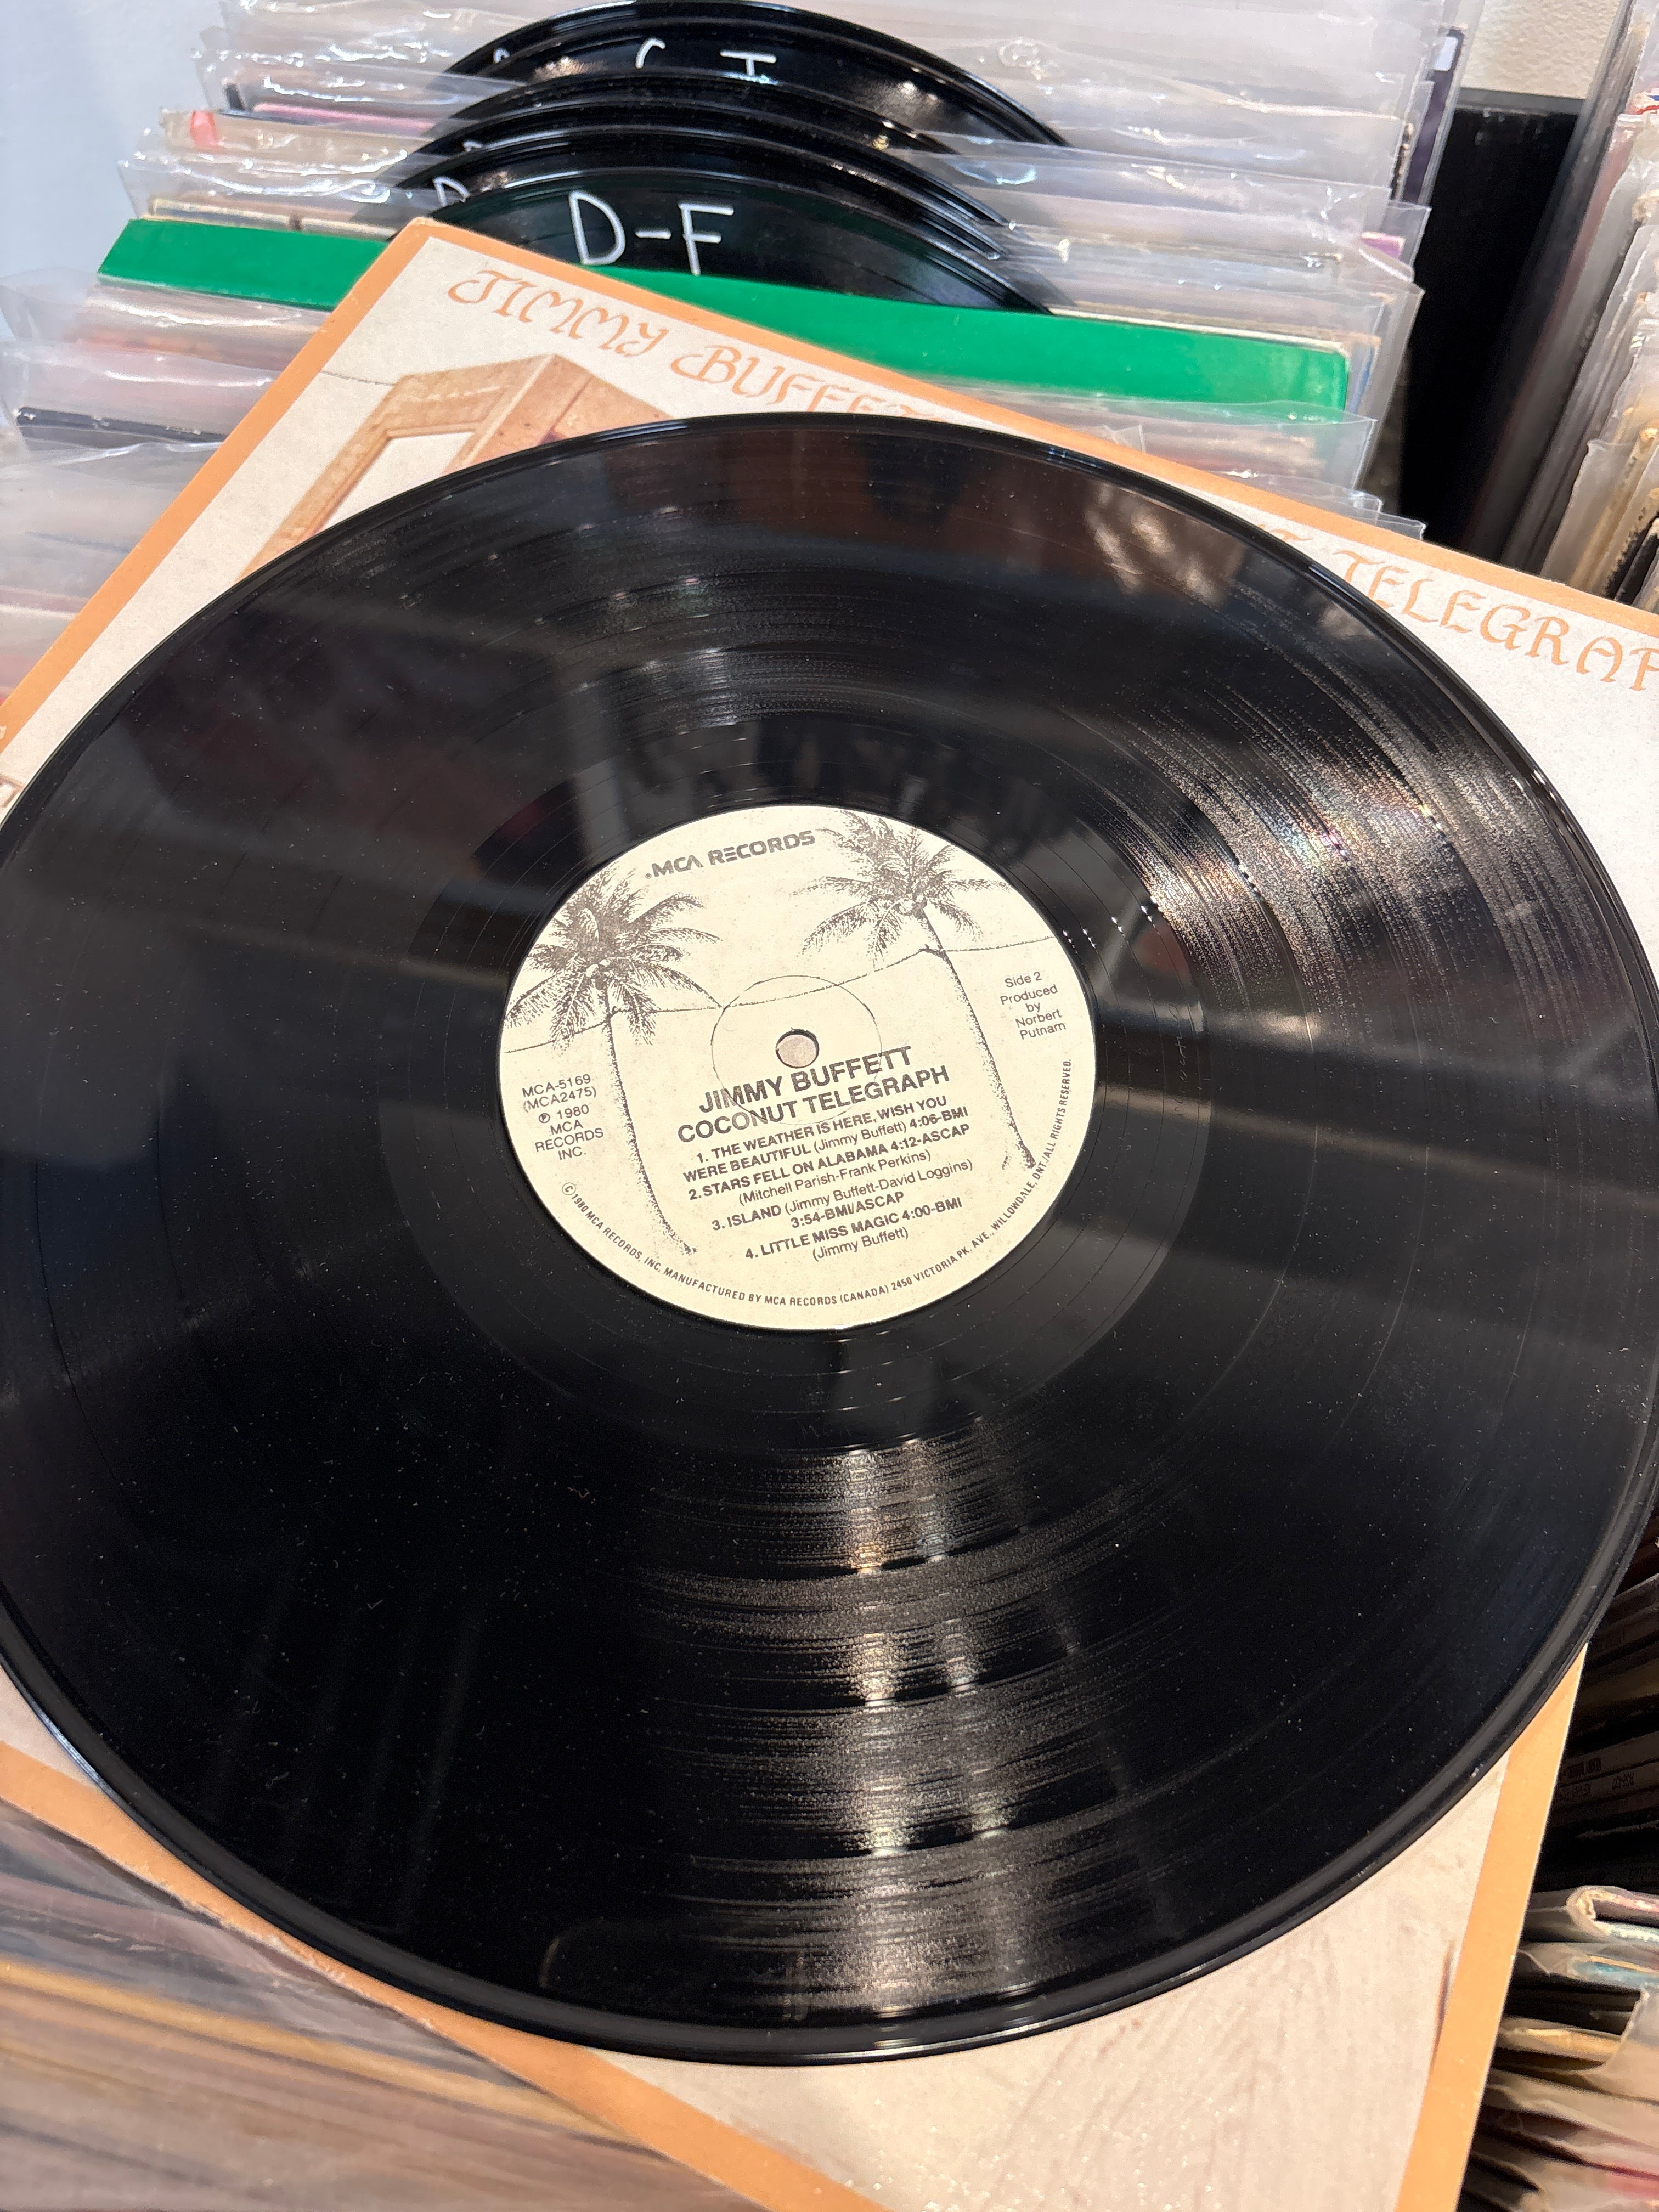 D-F
JIMMY BUFFETT
TELEGRAP
.MCA RECORDS
Side 2
Produced
by
Norbert
Putnam
MCA-5169
(MCA2475)
℗ 1980
MCA
RECORDS
INC.
JIMMY BUFFETT
COCONUT TELEGRAPH
1. THE WEATHER IS HERE, WISH YOU
WERE BEAUTIFUL (Jimmy Buffett) 4:06-BMI
2. STARS FELL ON ALABAMA 4:12-ASCAP
(Mitchell Parish-Frank Perkins)
3. ISLAND (Jimmy Buffett-David Loggins)
3:54-BMI/ASCAP
4. LITTLE MISS MAGIC 4:00-BMI
(Jimmy Buffett)
©1980 MCA RECORDS, INC. MANUFACTURED BY MCA RECORDS (CANADA) 2450 VICTORIA PK. AVE., WILLOWDALE, ONT./ALL RIGHTS RESERVED.